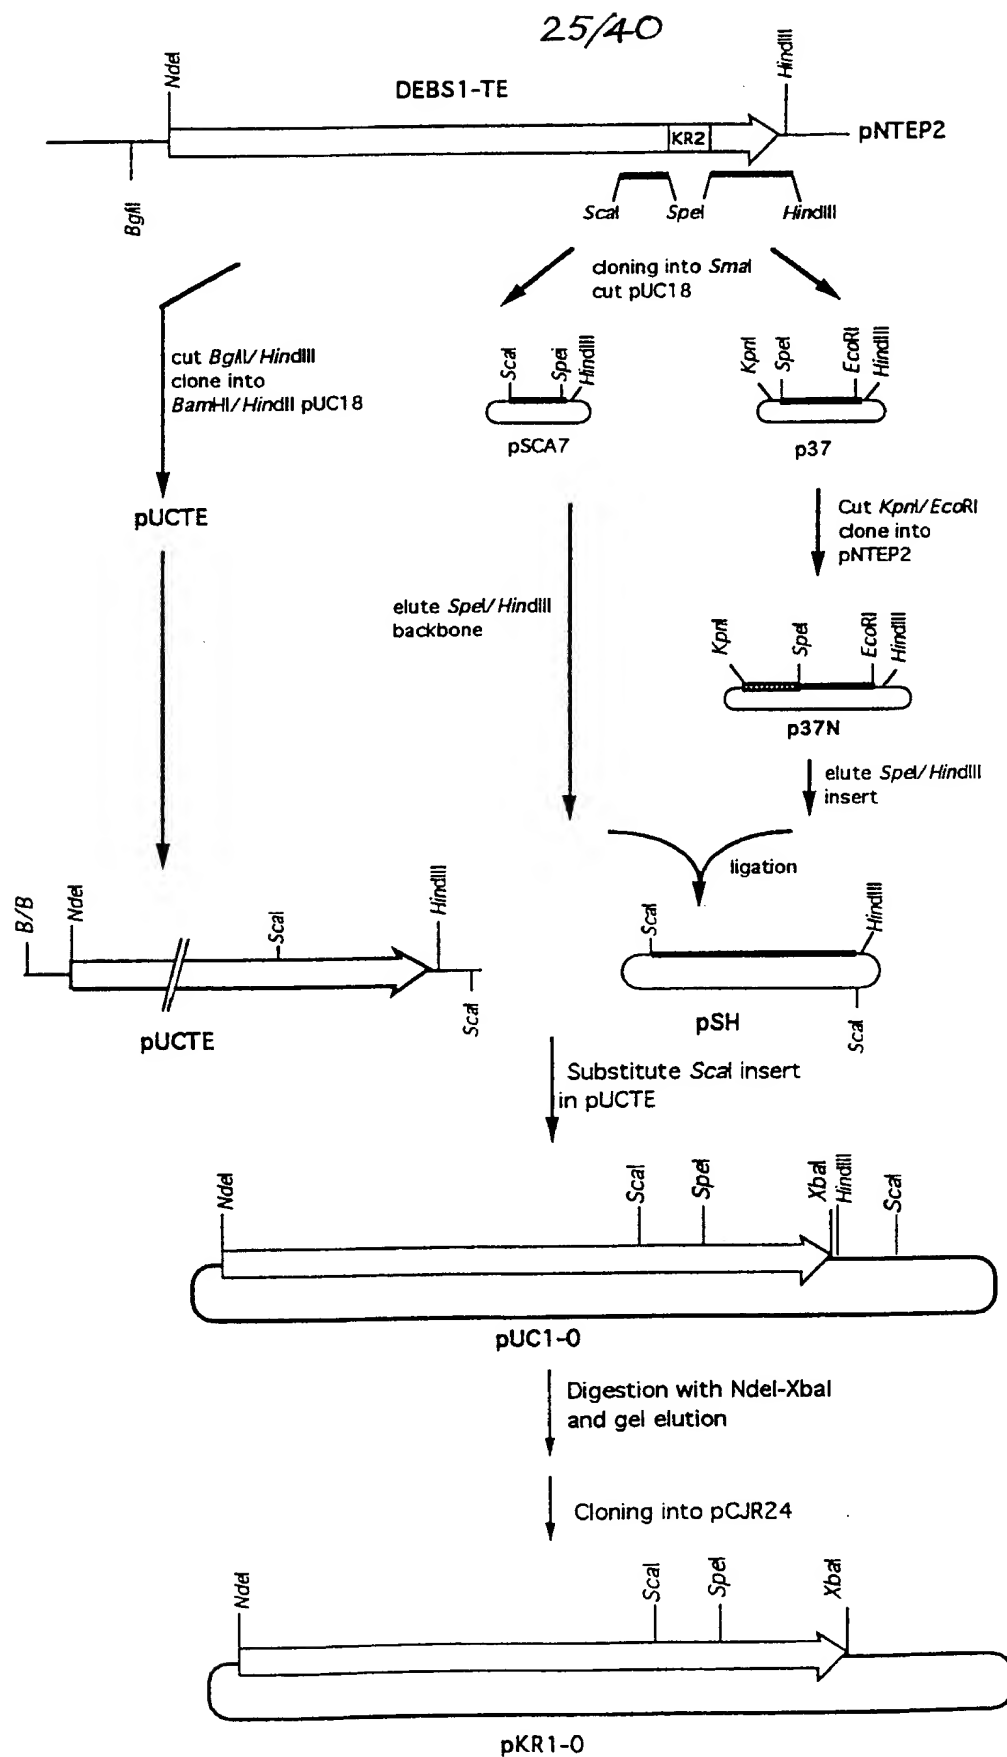 25/40
NdeI
HindIII
DEBS1-TE
KR2
pNTEP2
BglII
ScaI
SpeI
HindIII
cloning into SmaI
cut pUC18
cut BglII/HindIII
clone into
BamHI/HindII pUC18
ScaI
SpeI
HindIII
pSCA7
KpnI
SpeI
EcoRI
HindIII
p37
pUCTE
Cut KpnI/EcoRI
clone into
pNTEP2
elute SpeI/HindIII
backbone
KpnI
SpeI
EcoRI
HindIII
p37N
elute SpeI/HindIII
insert
ligation
B/B
NdeI
ScaI
HindIII
ScaI
pUCTE
ScaI
HindIII
pSH
ScaI
Substitute ScaI insert
in pUCTE
NdeI
ScaI
SpeI
XbaI
HindIII
ScaI
pUC1-0
Digestion with NdeI-XbaI
and gel elution
Cloning into pCJR24
NdeI
ScaI
SpeI
XbaI
pKR1-0